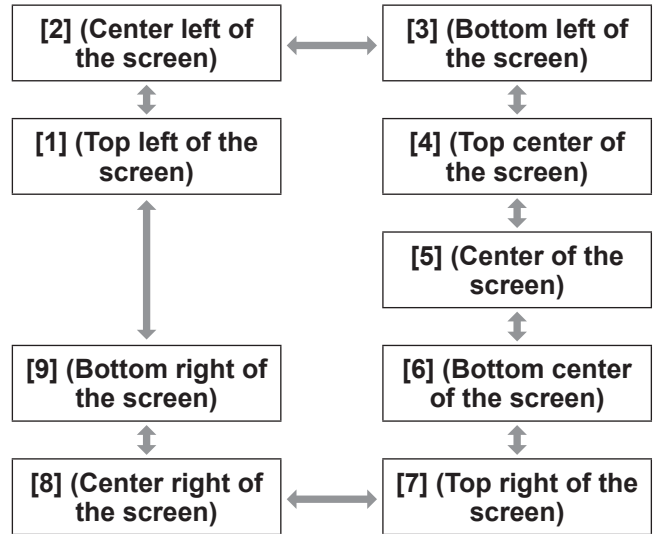 [2] (Center left of
the screen)
[3] (Bottom left of
the screen)
[1] (Top left of the
screen)
[4] (Top center of
the screen)
[5] (Center of the
screen)
[9] (Bottom right of
the screen)
[6] (Bottom center
of the screen)
[8] (Center right of
the screen)
[7] (Top right of the
screen)